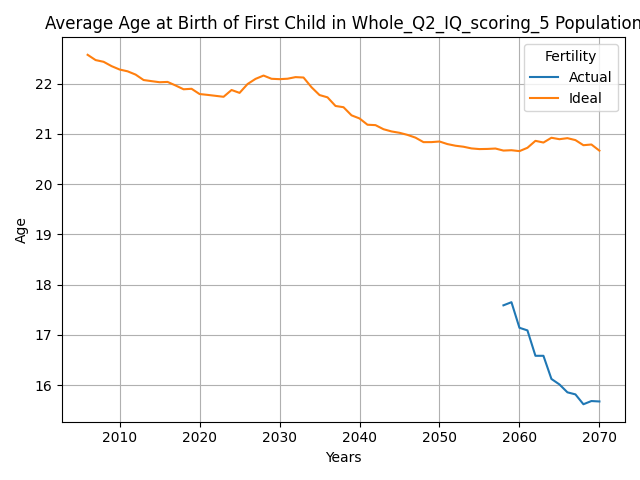 Average Age at Birth of First Child in Whole_Q2_IQ_scoring_5 Population
Fertility
Actual
Ideal
22
21
20
19
18
17
16
Age
2010 2020 2030 2040 2050 2060 2070
Years